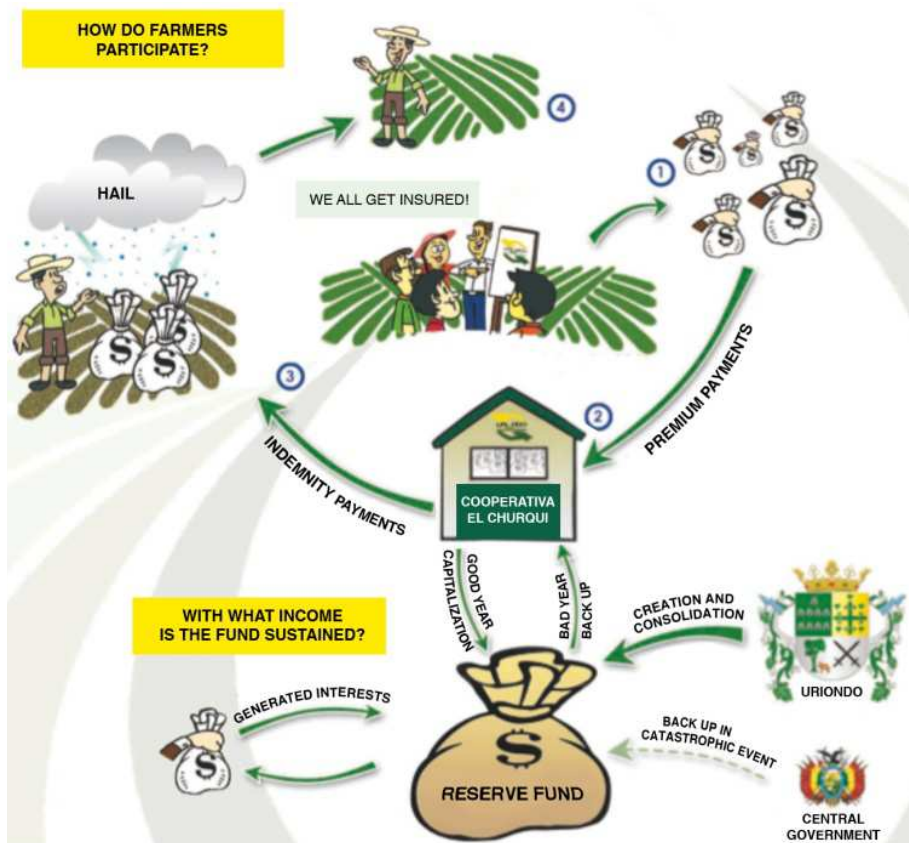 HOW DO FARMERS
PARTICIPATE?
4
1
HAIL
WE ALL GET INSURED!
$
$
$
$
$
$
$
$
3
PREMIUM PAYMENTS
2
INDEMNITY PAYMENTS
COOPERATIVA
EL CHURQUI
GOOD YEAR
CAPITALIZATION
BAD YEAR
BACK UP
WITH WHAT INCOME
IS THE FUND SUSTAINED?
CREATION AND
CONSOLIDATION
URIONDO
GENERATED INTERESTS
$
$
RESERVE FUND
BACK UP IN
CATASTROPHIC EVENT
CENTRAL
GOVERNMENT